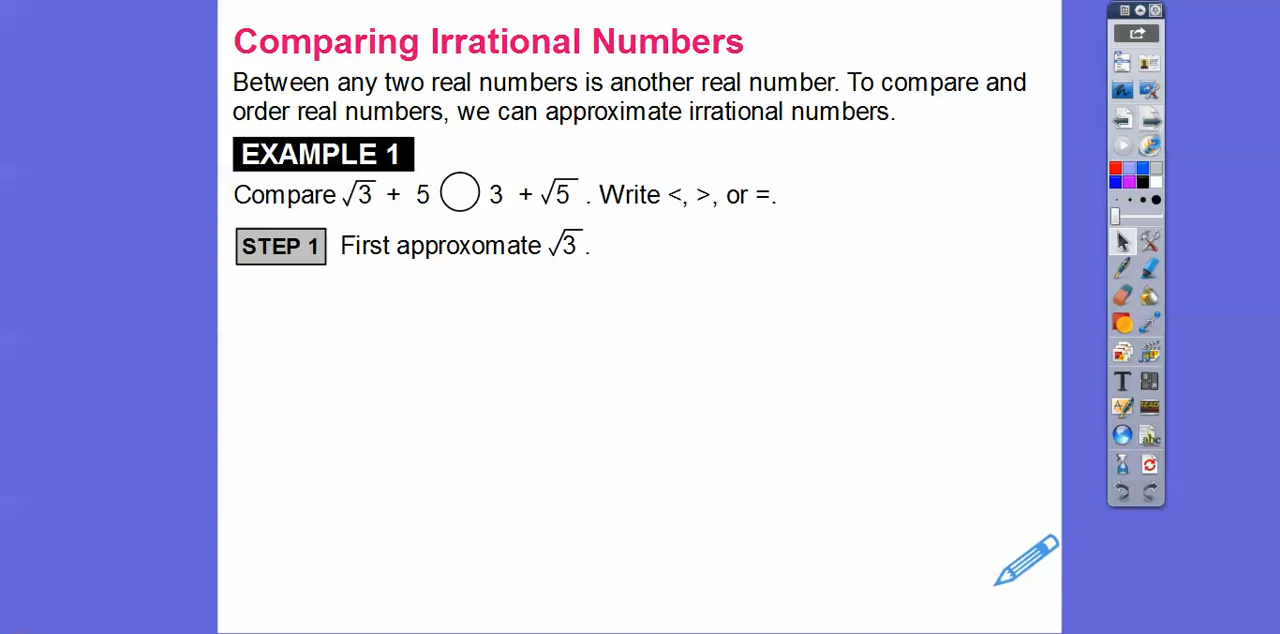 Comparing Irrational Numbers
Between any two real numbers is another real number. To compare and
order real numbers, we can approximate irrational numbers.
EXAMPLE 1
Compare √3 + 5 ◯ 3 + √5 . Write <, >, or =.
STEP 1 First approxomate √3 .